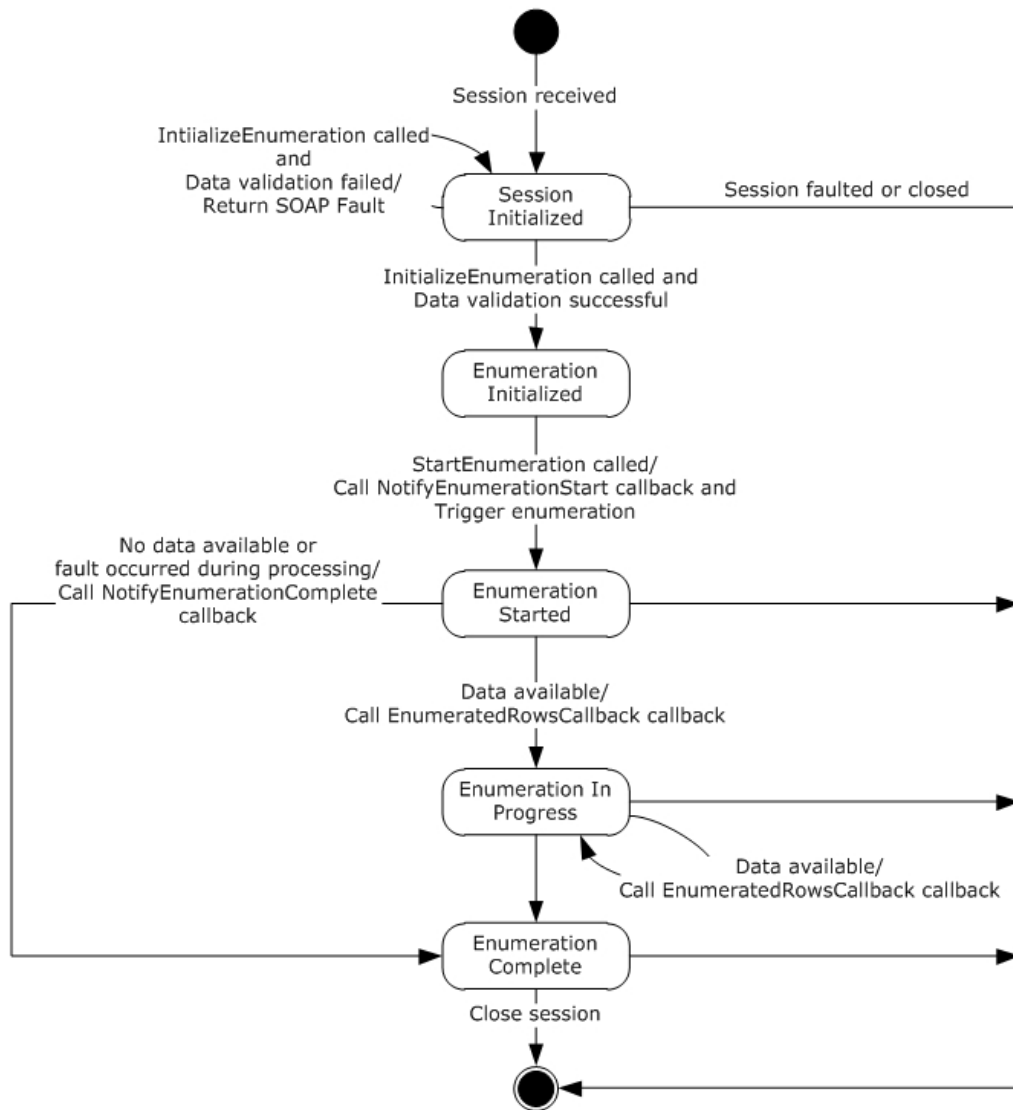 Session received
IntiializeEnumeration called
and
Data validation failed/
Return SOAP Fault
Session
Initialized
Session faulted or closed
InitializeEnumeration called and
Data validation successful
Enumeration
Initialized
StartEnumeration called/
Call NotifyEnumerationStart callback and
Trigger enumeration
No data available or
fault occurred during processing/
Call NotifyEnumerationComplete
callback
Enumeration
Started
Data available/
Call EnumeratedRowsCallback callback
Enumeration In
Progress
Data available/
Call EnumeratedRowsCallback callback
Enumeration
Complete
Close session